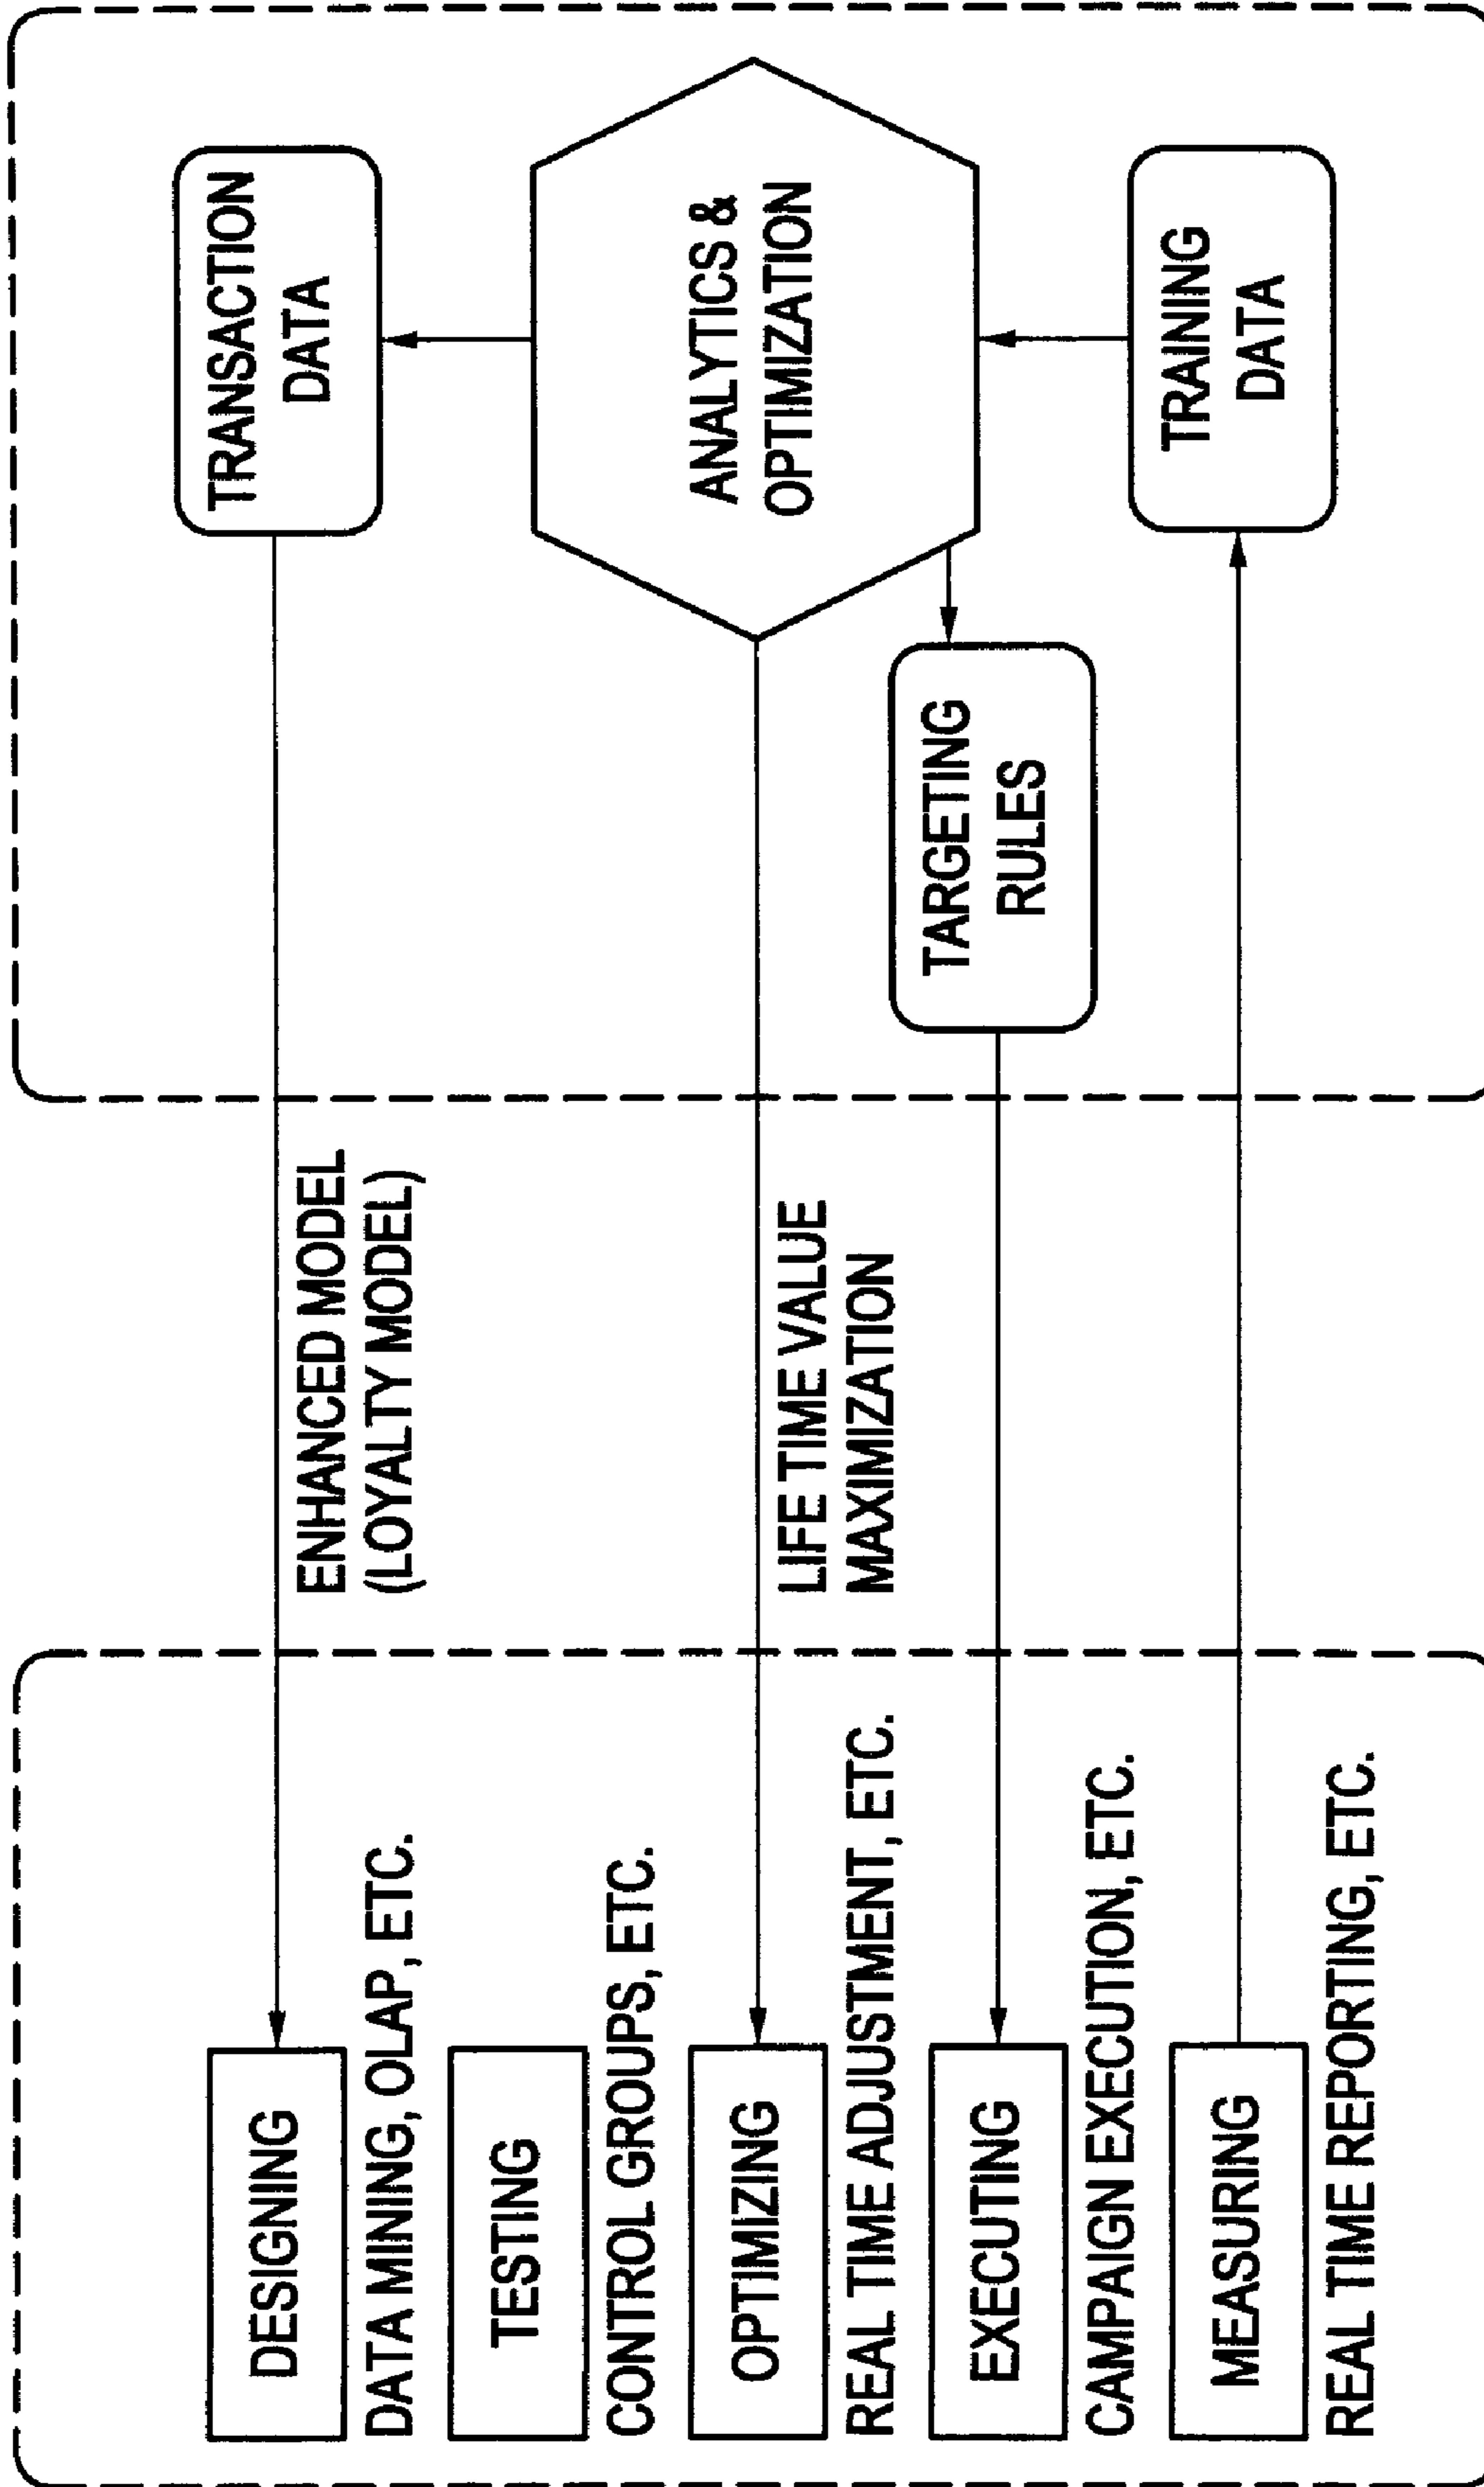 DESIGNING
DATA MINING, OLAP, ETC.
TESTING
CONTROL GROUPS, ETC.
OPTIMIZING
REAL TIME ADJUSTMENT, ETC.
EXECUTING
CAMPAIGN EXECUTION, ETC.
MEASURING
REAL TIME REPORTING, ETC.
ENHANCED MODEL
(LOYALTY MODEL)
LIFE TIME VALUE
MAXIMIZATION
TRANSACTION
DATA
ANALYTICS &
OPTIMIZATION
TARGETING
RULES
TRAINING
DATA